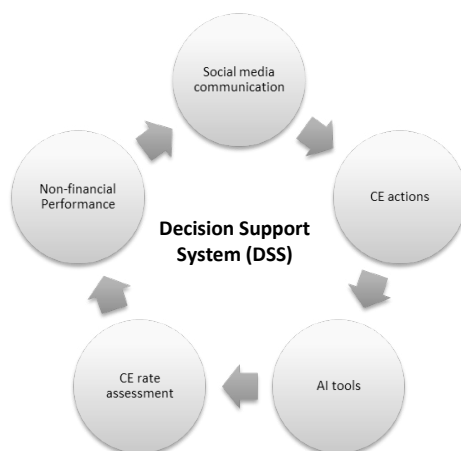 Social media
communication
CE actions
AI tools
CE rate
assessment
Non-financial
Performance
Decision Support
System (DSS)